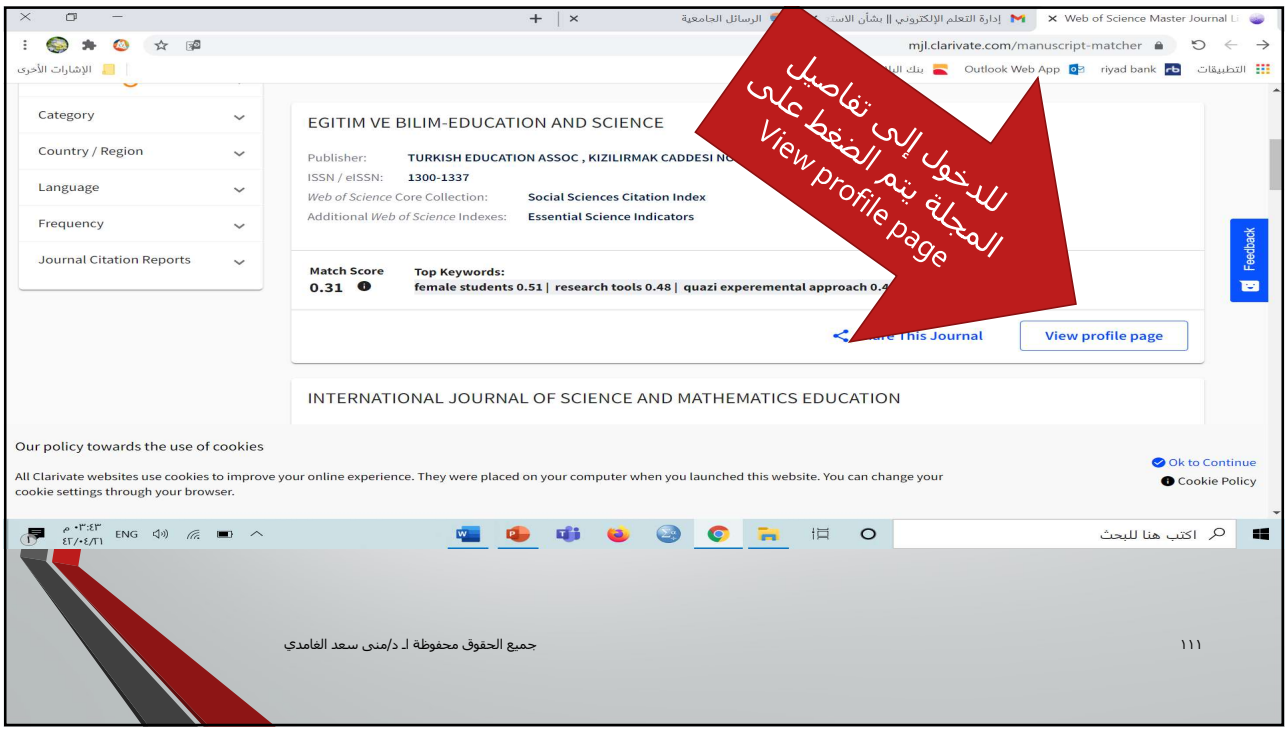 Web of Science Master Journal Li
إدارة التعلم الإلكتروني || بشأن الاست
الرسائل الجامعية
mjl.clarivate.com/manuscript-matcher
التطبيقات
riyad bank
Outlook Web App
بنك
الإشارات الأخرى
Category
Country / Region
Language
Frequency
Journal Citation Reports
EGITIM VE BILIM-EDUCATION AND SCIENCE
Publisher: TURKISH EDUCATION ASSOC , KIZILIRMAK CADDESI
ISSN / eISSN: 1300-1337
Web of Science Core Collection: Social Sciences Citation Index
Additional Web of Science Indexes: Essential Science Indicators
Match Score
0.31
Top Keywords:
female students 0.51 | research tools 0.48 | quazi experemental approach
This Journal
View profile page
للدخول إلى تفاصيل
المجلة يتم الضغط على
View profile page
Feedback
INTERNATIONAL JOURNAL OF SCIENCE AND MATHEMATICS EDUCATION
Our policy towards the use of cookies
All Clarivate websites use cookies to improve your online experience. They were placed on your computer when you launched this website. You can change your
cookie settings through your browser.
Ok to Continue
Cookie Policy
اكتب هنا للبحث
ENG
٠٣:٤٣ م
٤٢/٠٤/٢٦
جميع الحقوق محفوظة لـ د/منى سعد الغامدي
١١١